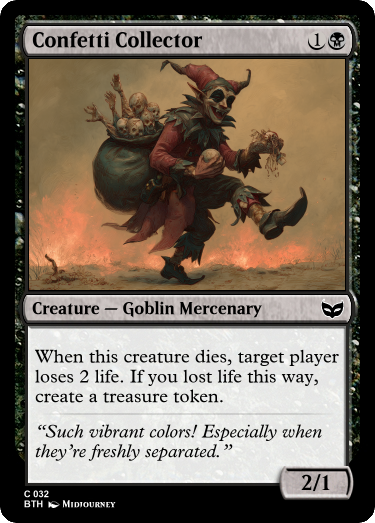 Confetti Collector 1
Creature — Goblin Mercenary
When this creature dies, target player
loses 2 life. If you lost life this way,
create a treasure token.
“Such vibrant colors! Especially when
they’re freshly separated.”
2/1
C 032
BTH Midjourney